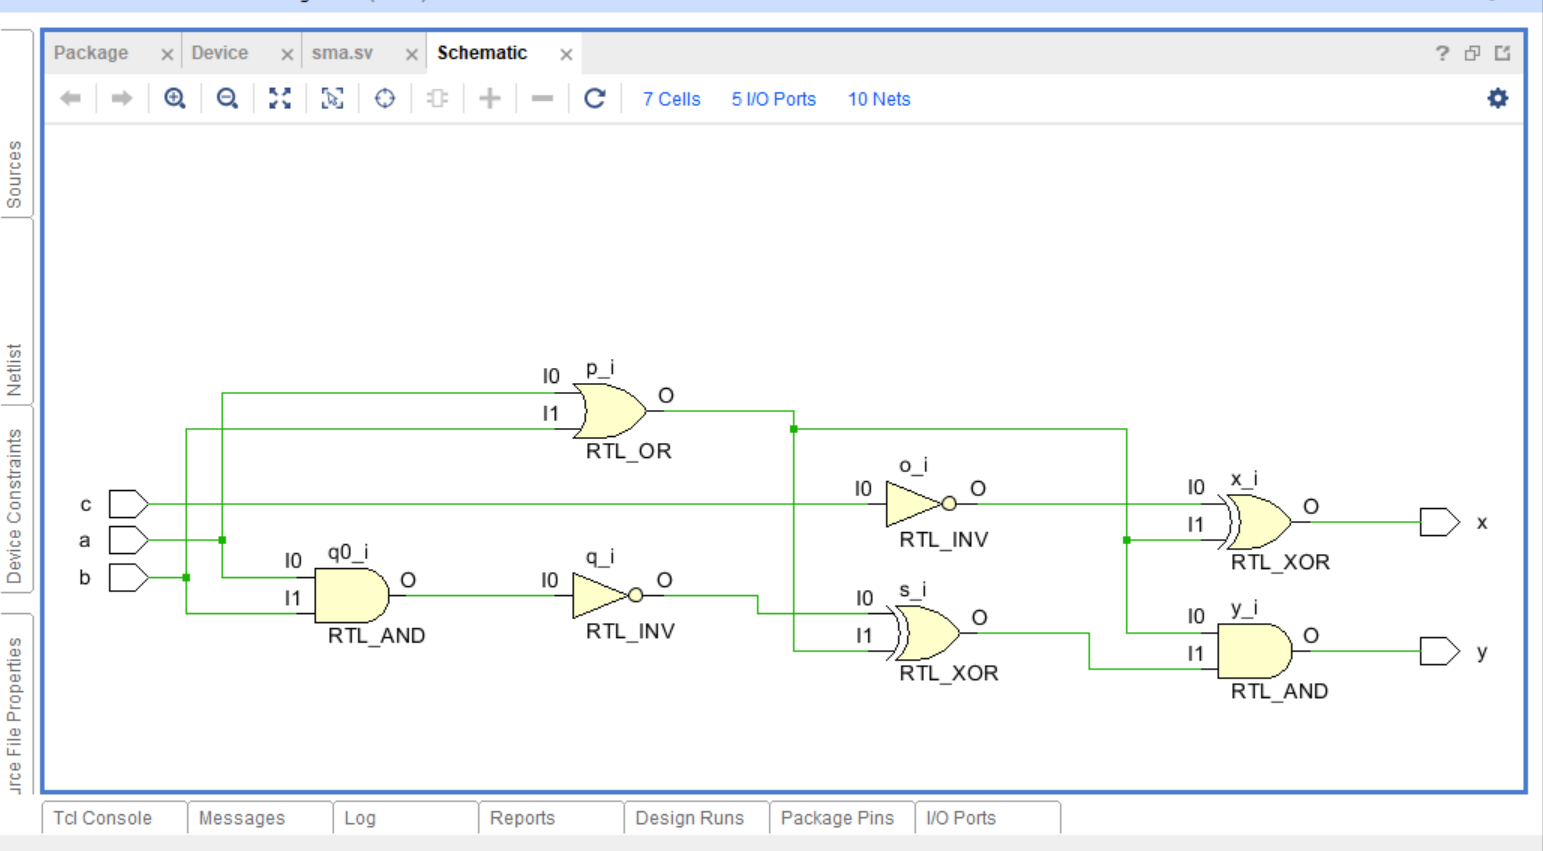 Package Device sma.sv Schematic
7 Cells 5 I/O Ports 10 Nets
Sources
Netlist
Device Constraints
urce File Properties
p_i
I0 O
I1
RTL_OR
o_i
c I0 O
RTL_INV
x_i
I0 O
I1 x
RTL_XOR
a
b
q0_i
I0 O
I1
RTL_AND
q_i
I0 O
RTL_INV
s_i
I0 O
I1
RTL_XOR
y_i
I0 O
I1 y
RTL_AND
Tcl Console Messages Log Reports Design Runs Package Pins I/O Ports